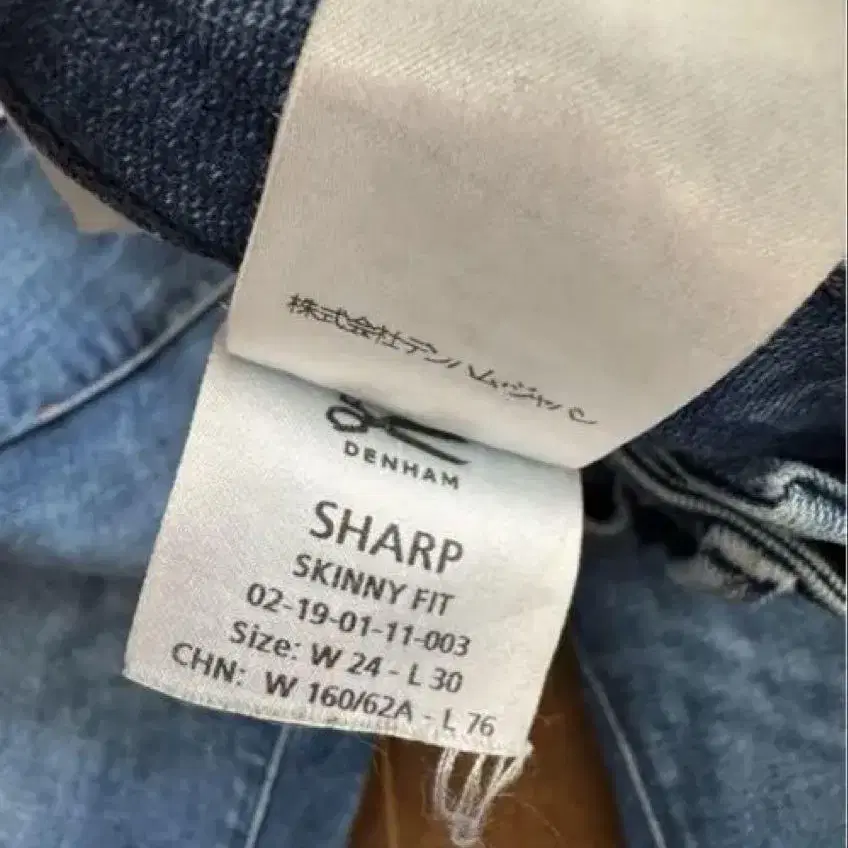 株式会社デンハム・ジャパン
DENHAM
SHARP
SKINNY FIT
02-19-01-11-003
Size: W 24 - L 30
CHN: W 160/62A - L 76